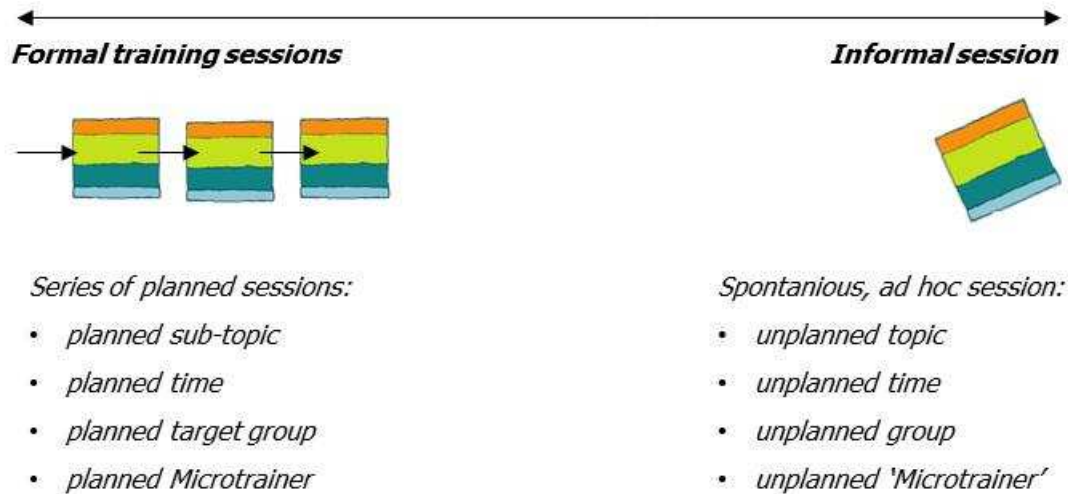 Formal training sessions
Informal session
Series of planned sessions:
• planned sub-topic
• planned time
• planned target group
• planned Microtrainer
Spontanious, ad hoc session:
• unplanned topic
• unplanned time
• unplanned group
• unplanned ‘Microtrainer’